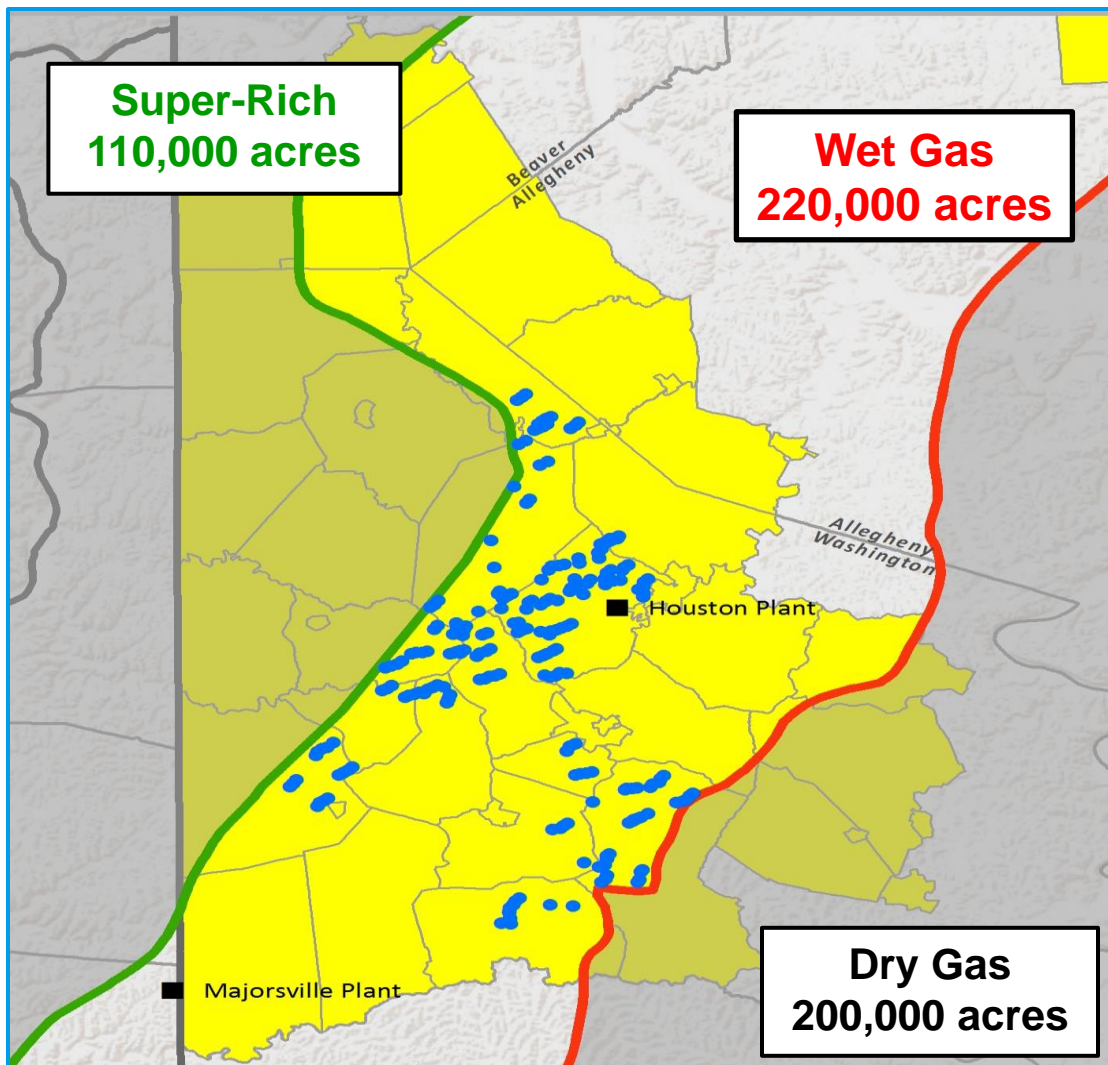 Super-Rich
110,000 acres
Beaver
Allegheny
Wet Gas
220,000 acres
Allegheny
Washington
Houston Plant
Majorsville Plant
Dry Gas
200,000 acres